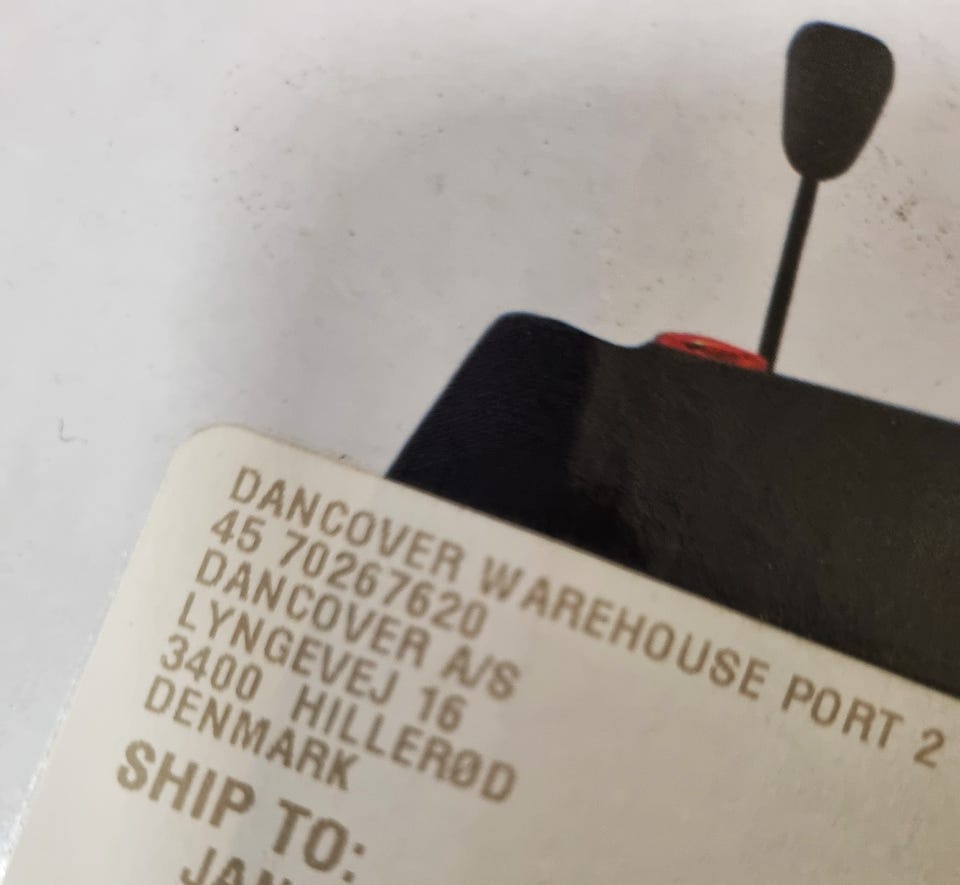 DANCOVER WAREHOUSE PORT 2
45 70267620
DANCOVER A/S
LYNGEVEJ 16
3400 HILLERØD
DENMARK
SHIP TO: